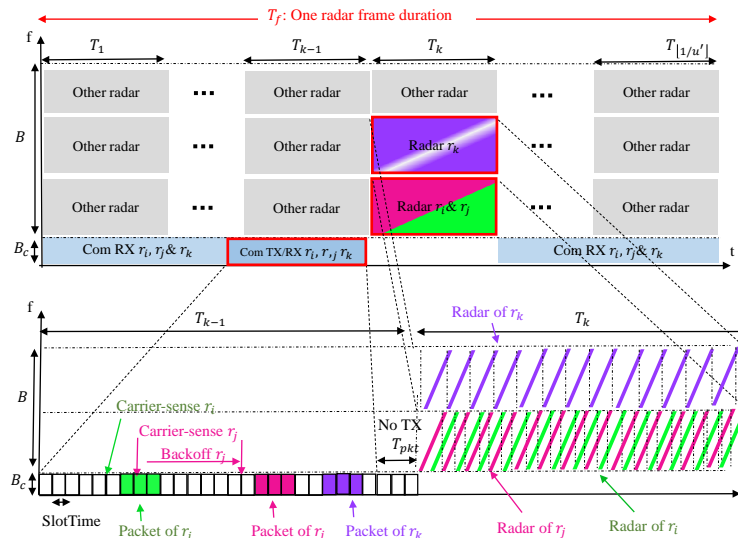 T_f: One radar frame duration
f
T_1
T_{k-1}
T_k
T_{⌊1/u'⌋}
Other radar
...
Other radar
Other radar
...
Other radar
B
Other radar
...
Other radar
Radar r_k
...
Other radar
Other radar
...
Other radar
Radar r_i& r_j
...
Other radar
B_c
Com RX r_i, r_j& r_k
Com TX/RX r_i, r_{,j} r_k
Com RX r_i, r_j& r_k
t
f
T_{k-1}
T_k
Radar of r_k
B
Carrier-sense r_i
Carrier-sense r_j
Backoff r_j
No TX
T_{pkt}
B_c
SlotTime
Packet of r_i
Packet of r_j
Packet of r_k
Radar of r_j
Radar of r_i